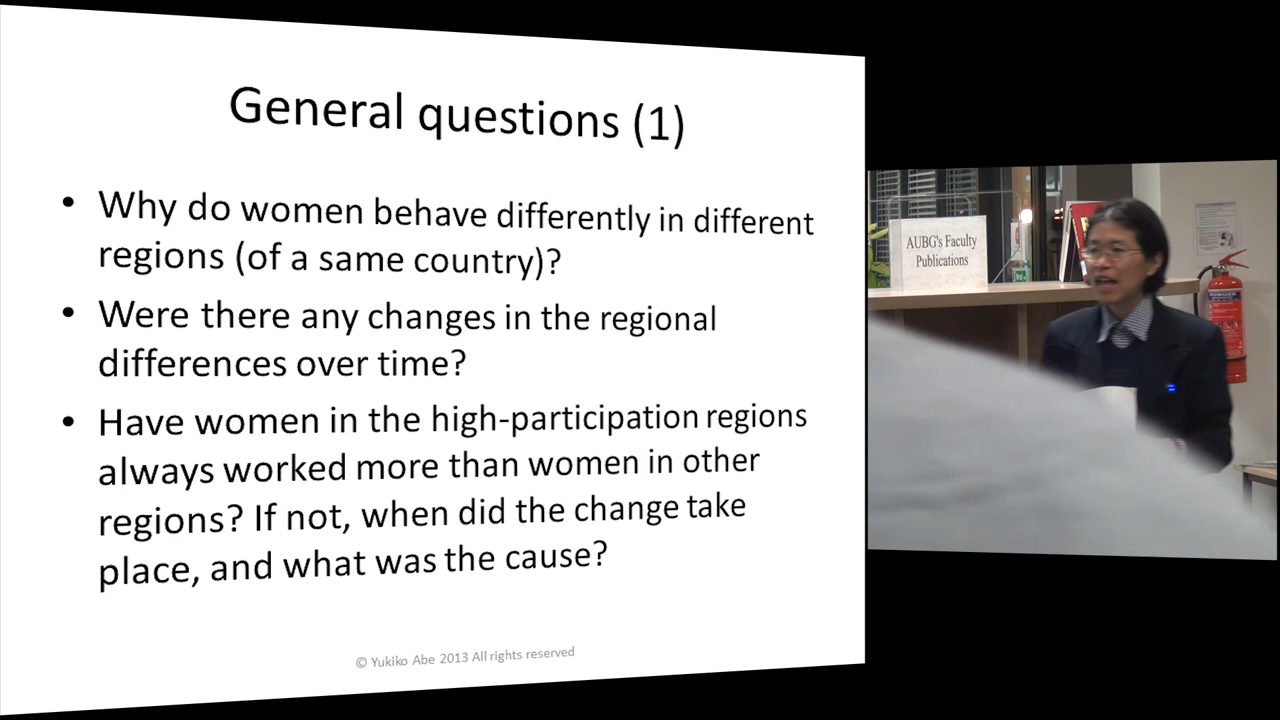 General questions (1)
• Why do women behave differently in different
regions (of a same country)?
• Were there any changes in the regional
differences over time?
• Have women in the high-participation regions
always worked more than women in other
regions? If not, when did the change take
place, and what was the cause?
© Yukiko Abe 2013 All rights reserved
AUBG's Faculty
Publications